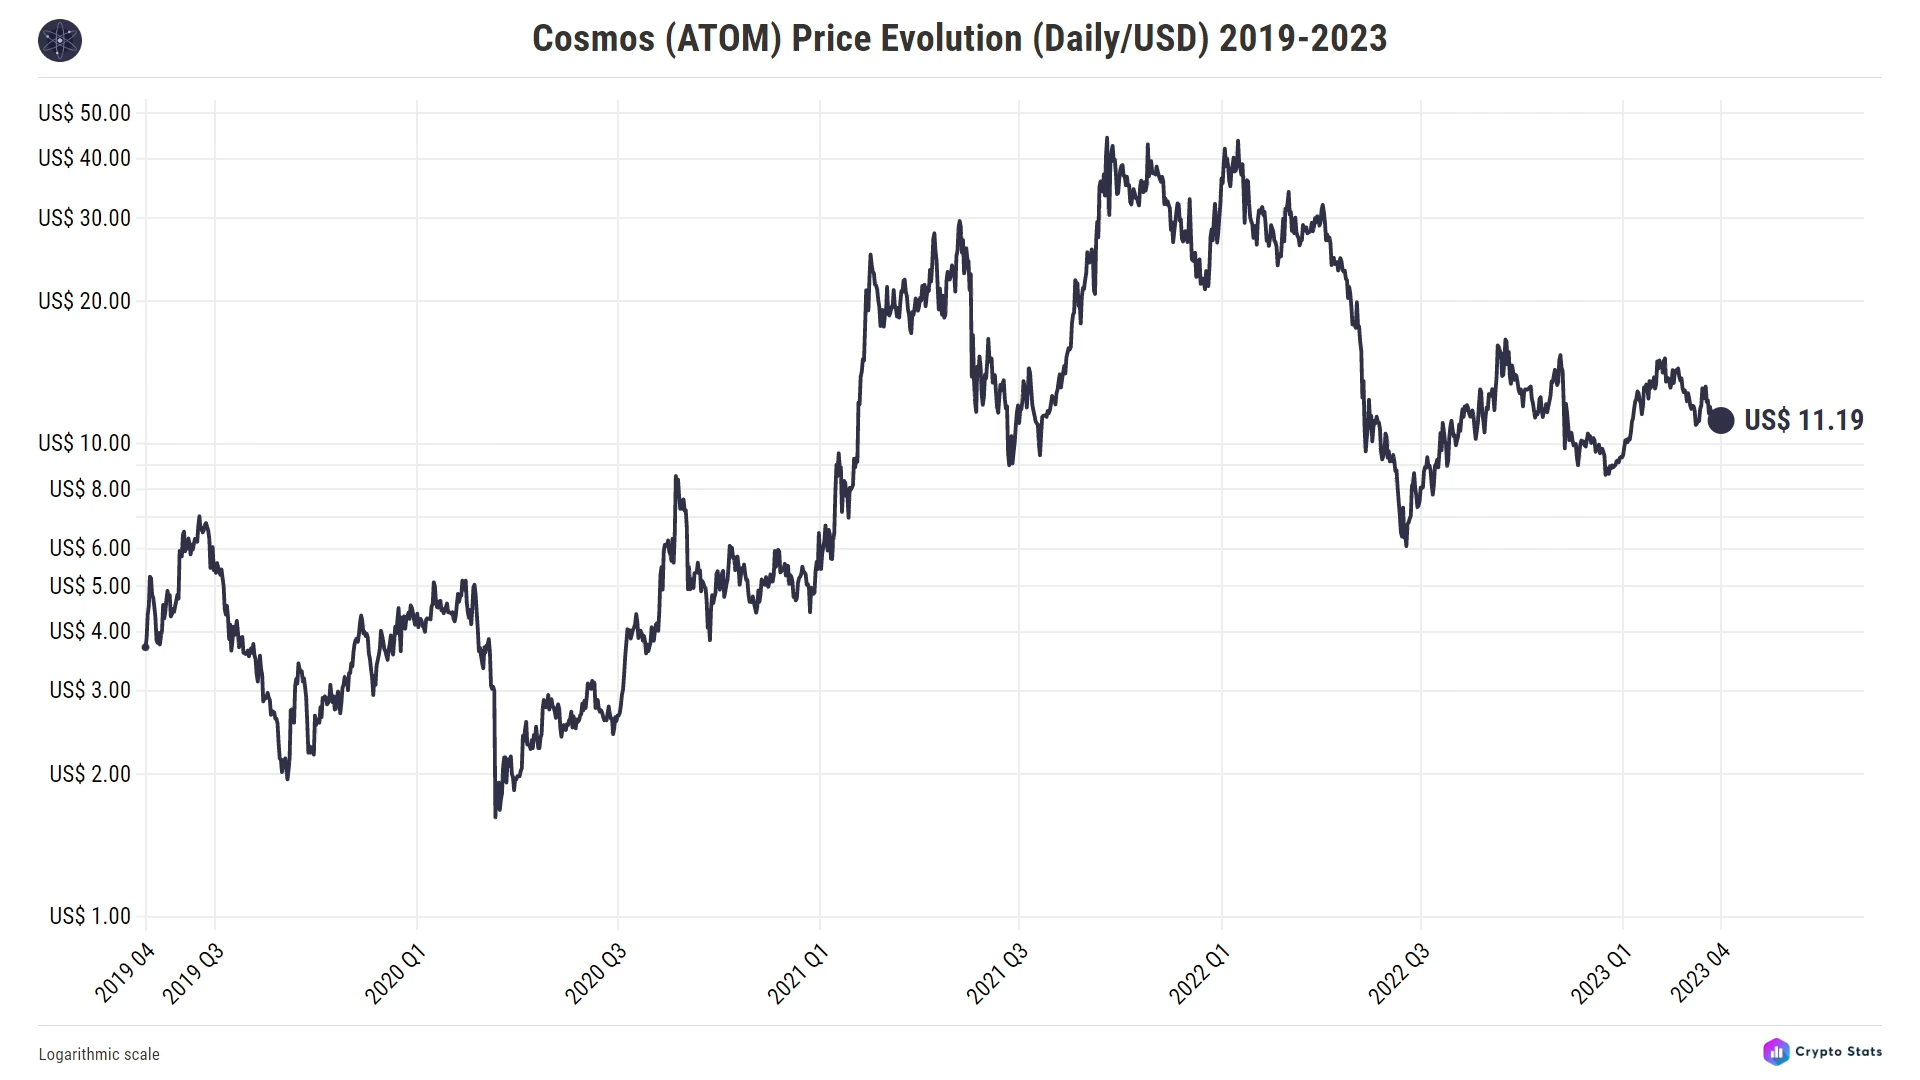 Cosmos (ATOM) Price Evolution (Daily/USD) 2019-2023
US$ 50.00
US$ 40.00
US$ 30.00
US$ 20.00
US$ 10.00
US$ 8.00
US$ 6.00
US$ 5.00
US$ 4.00
US$ 3.00
US$ 2.00
US$ 1.00
US$ 11.19
2019 04
2019 Q3
2020 Q1
2020 Q3
2021 Q1
2021 Q3
2022 Q1
2022 Q3
2023 Q1
2023 04
Logarithmic scale
Crypto Stats